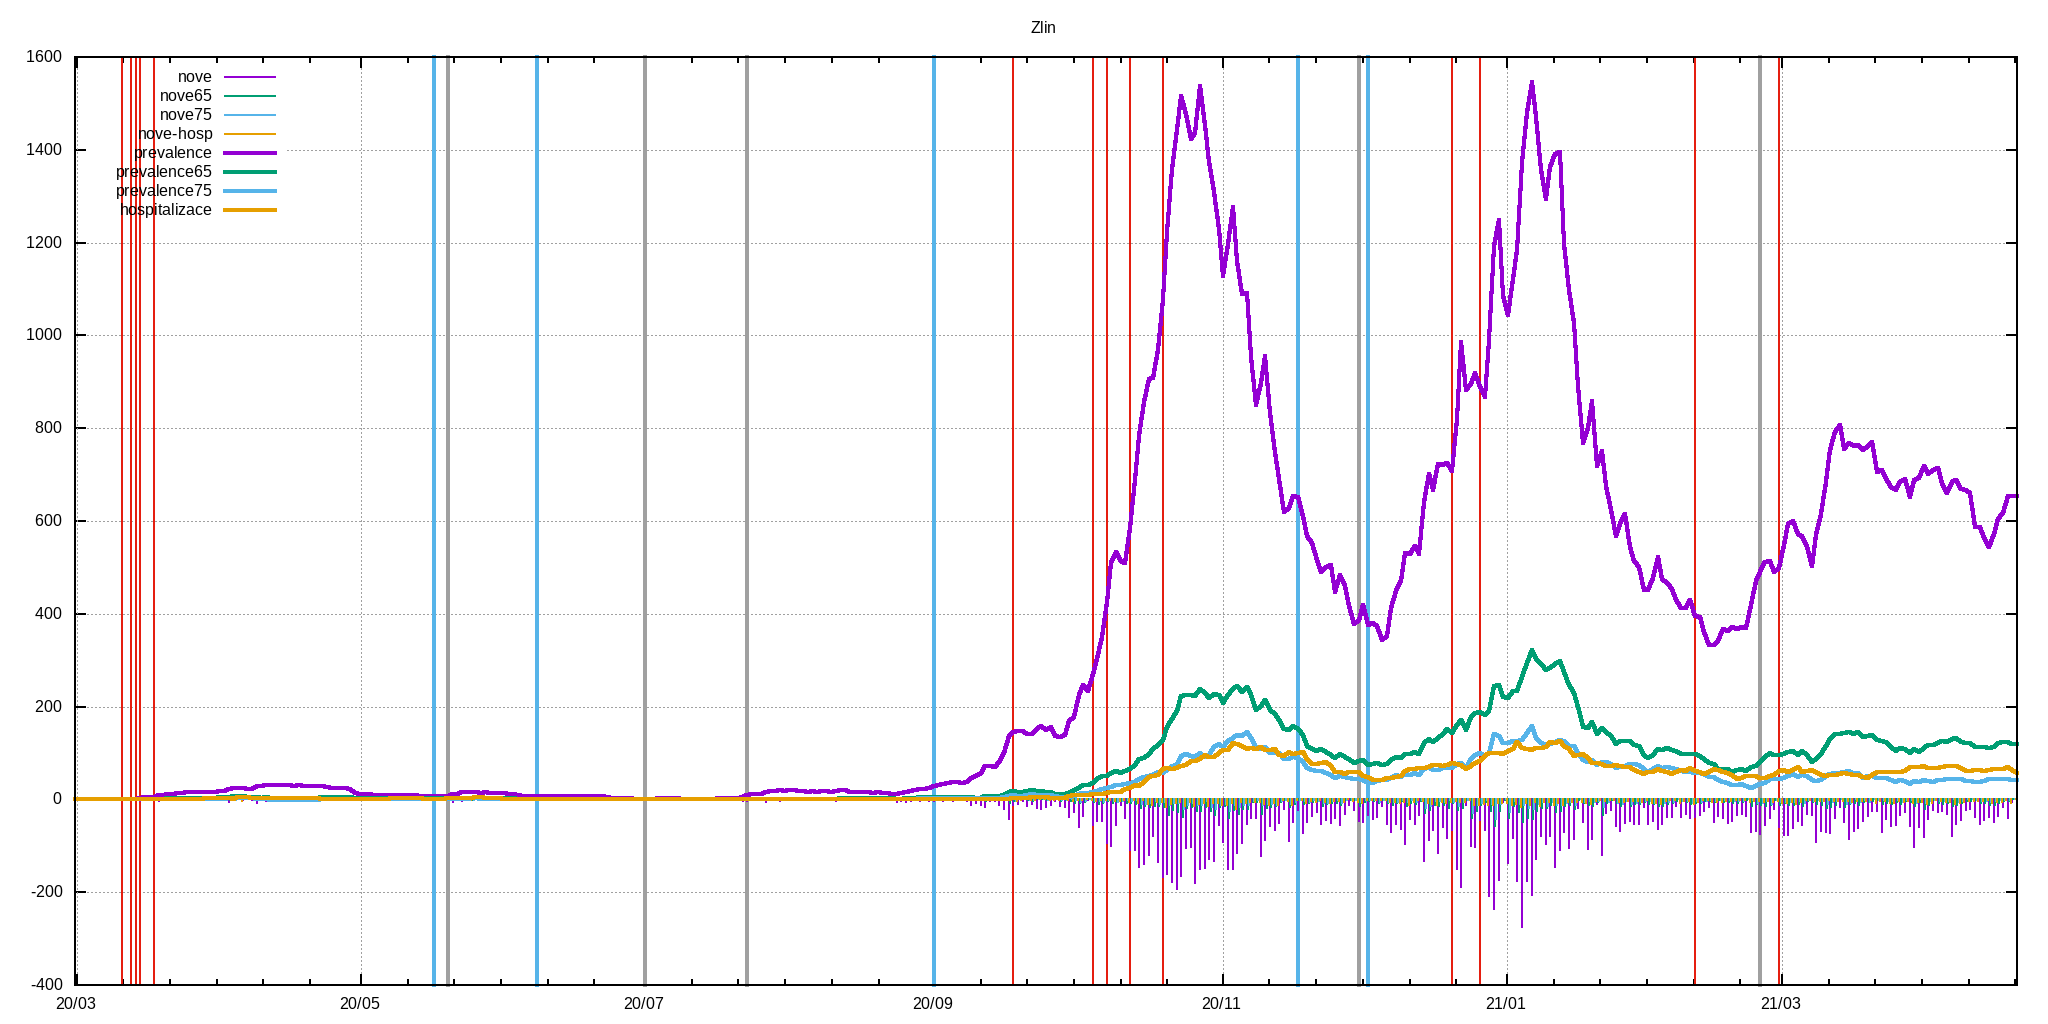 Zlin
1600
1400
1200
1000
800
600
400
200
0
-200
-400
nove
nove65
nove75
nove-hosp
prevalence
prevalence65
prevalence75
hospitalizace
20/03 20/05 20/07 20/09 20/11 21/01 21/03